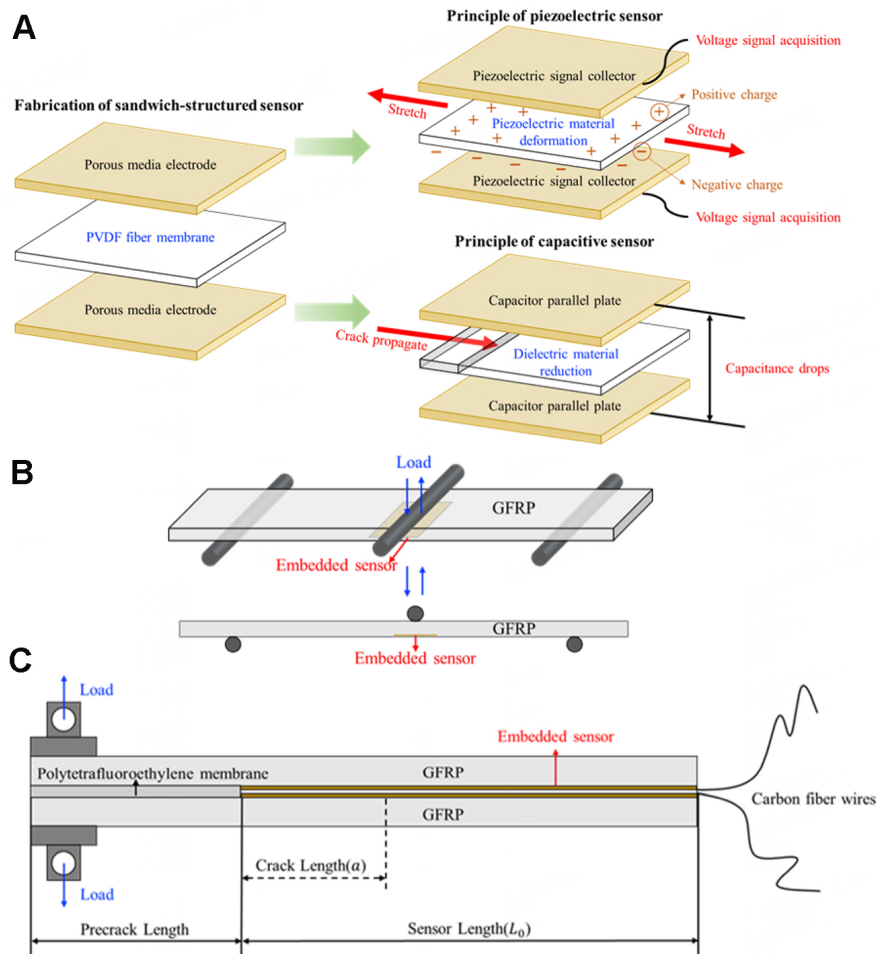 A
Fabrication of sandwich-structured sensor
Porous media electrode
PVDF fiber membrane
Porous media electrode
Principle of piezoelectric sensor
Voltage signal acquisition
Piezoelectric signal collector
Positive charge
Stretch
Piezoelectric material
deformation
Stretch
Piezoelectric signal collector
Negative charge
Voltage signal acquisition
Principle of capacitive sensor
Capacitor parallel plate
Crack propagate
Dielectric material
reduction
Capacitance drops
Capacitor parallel plate
B
Load
GFRP
Embedded sensor
GFRP
Embedded sensor
C
Load
Embedded sensor
Polytetrafluoroethylene membrane
GFRP
Carbon fiber wires
GFRP
Crack Length(a)
Load
Precrack Length
Sensor Length(L₀)